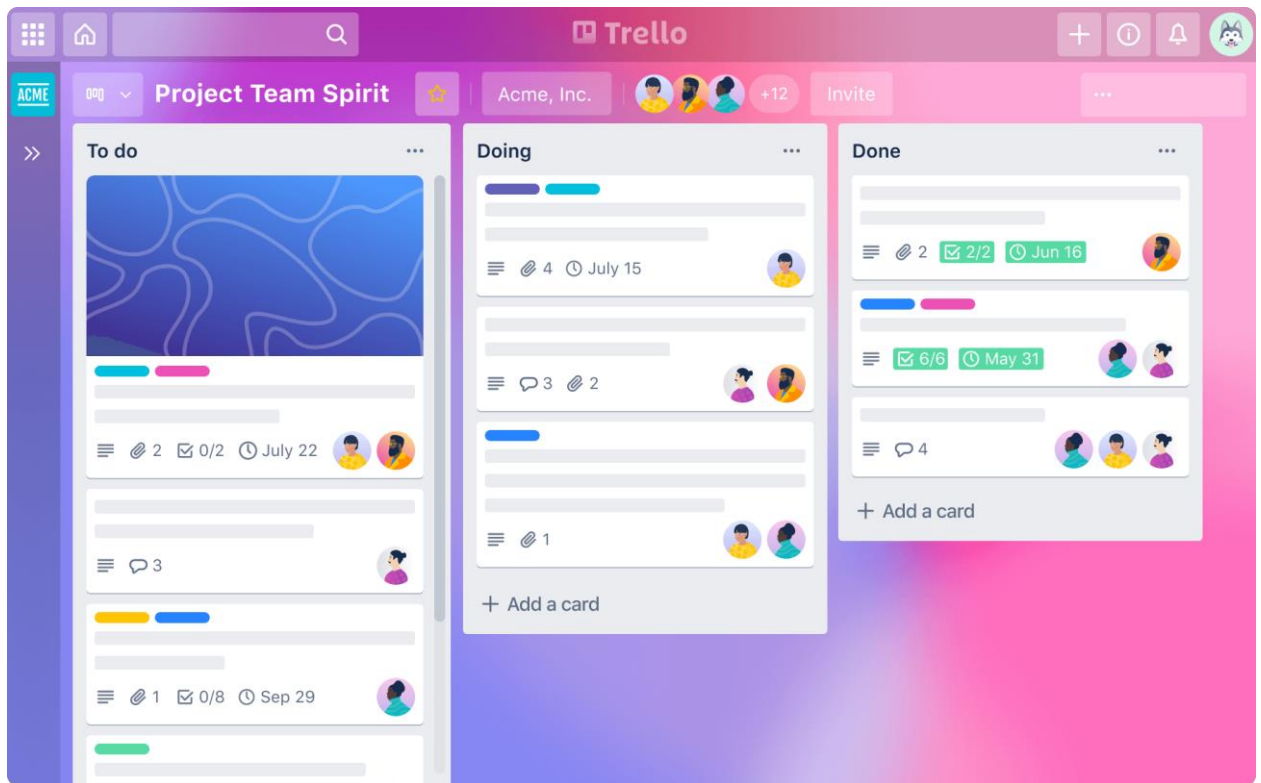 Trello
ACME
Project Team Spirit
Acme, Inc.
+12
Invite
To do
2 0/2 July 22
3
1 0/8 Sep 29
Doing
4 July 15
3 2
1
+ Add a card
Done
2 2/2 Jun 16
6/6 May 31
4
+ Add a card